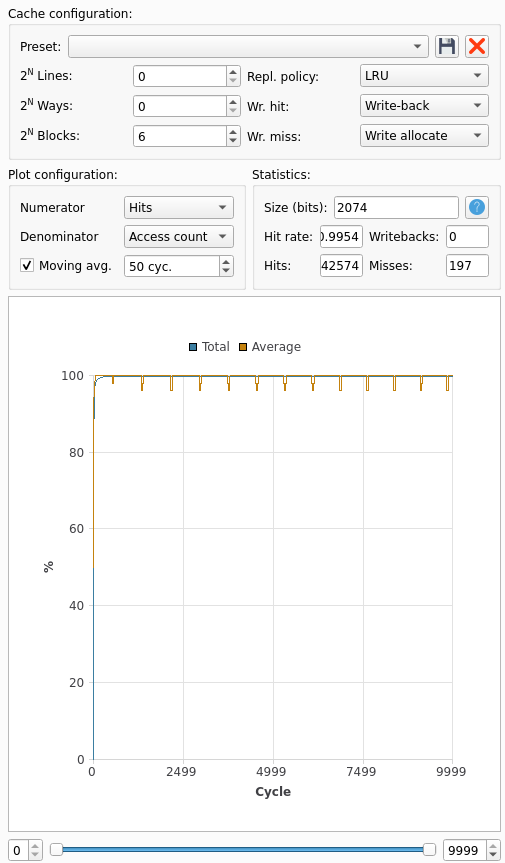 Cache configuration:
Preset:
2^N Lines: 0 Repl. policy: LRU
2^N Ways: 0 Wr. hit: Write-back
2^N Blocks: 6 Wr. miss: Write allocate
Plot configuration: Statistics:
Numerator Hits Size (bits): 2074 ?
Denominator Access count Hit rate: 0.9954 Writebacks: 0
Moving avg. 50 cyc. Hits: 42574 Misses: 197
Total Average
100
80
60
%
40
20
0
0 2499 4999 7499 9999
Cycle
0 9999